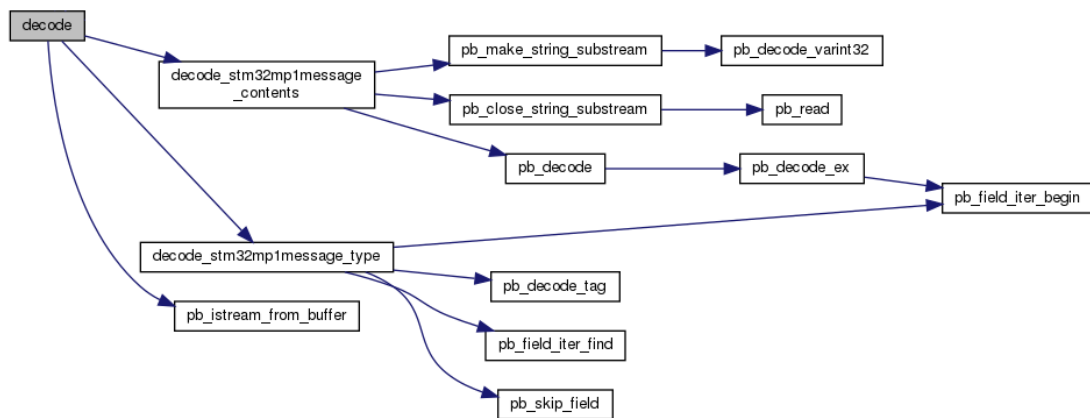 decode
decode_stm32mp1message
_contents
pb_make_string_substream
pb_decode_varint32
pb_close_string_substream
pb_read
pb_decode
pb_decode_ex
pb_field_iter_begin
decode_stm32mp1message_type
pb_decode_tag
pb_istream_from_buffer
pb_field_iter_find
pb_skip_field